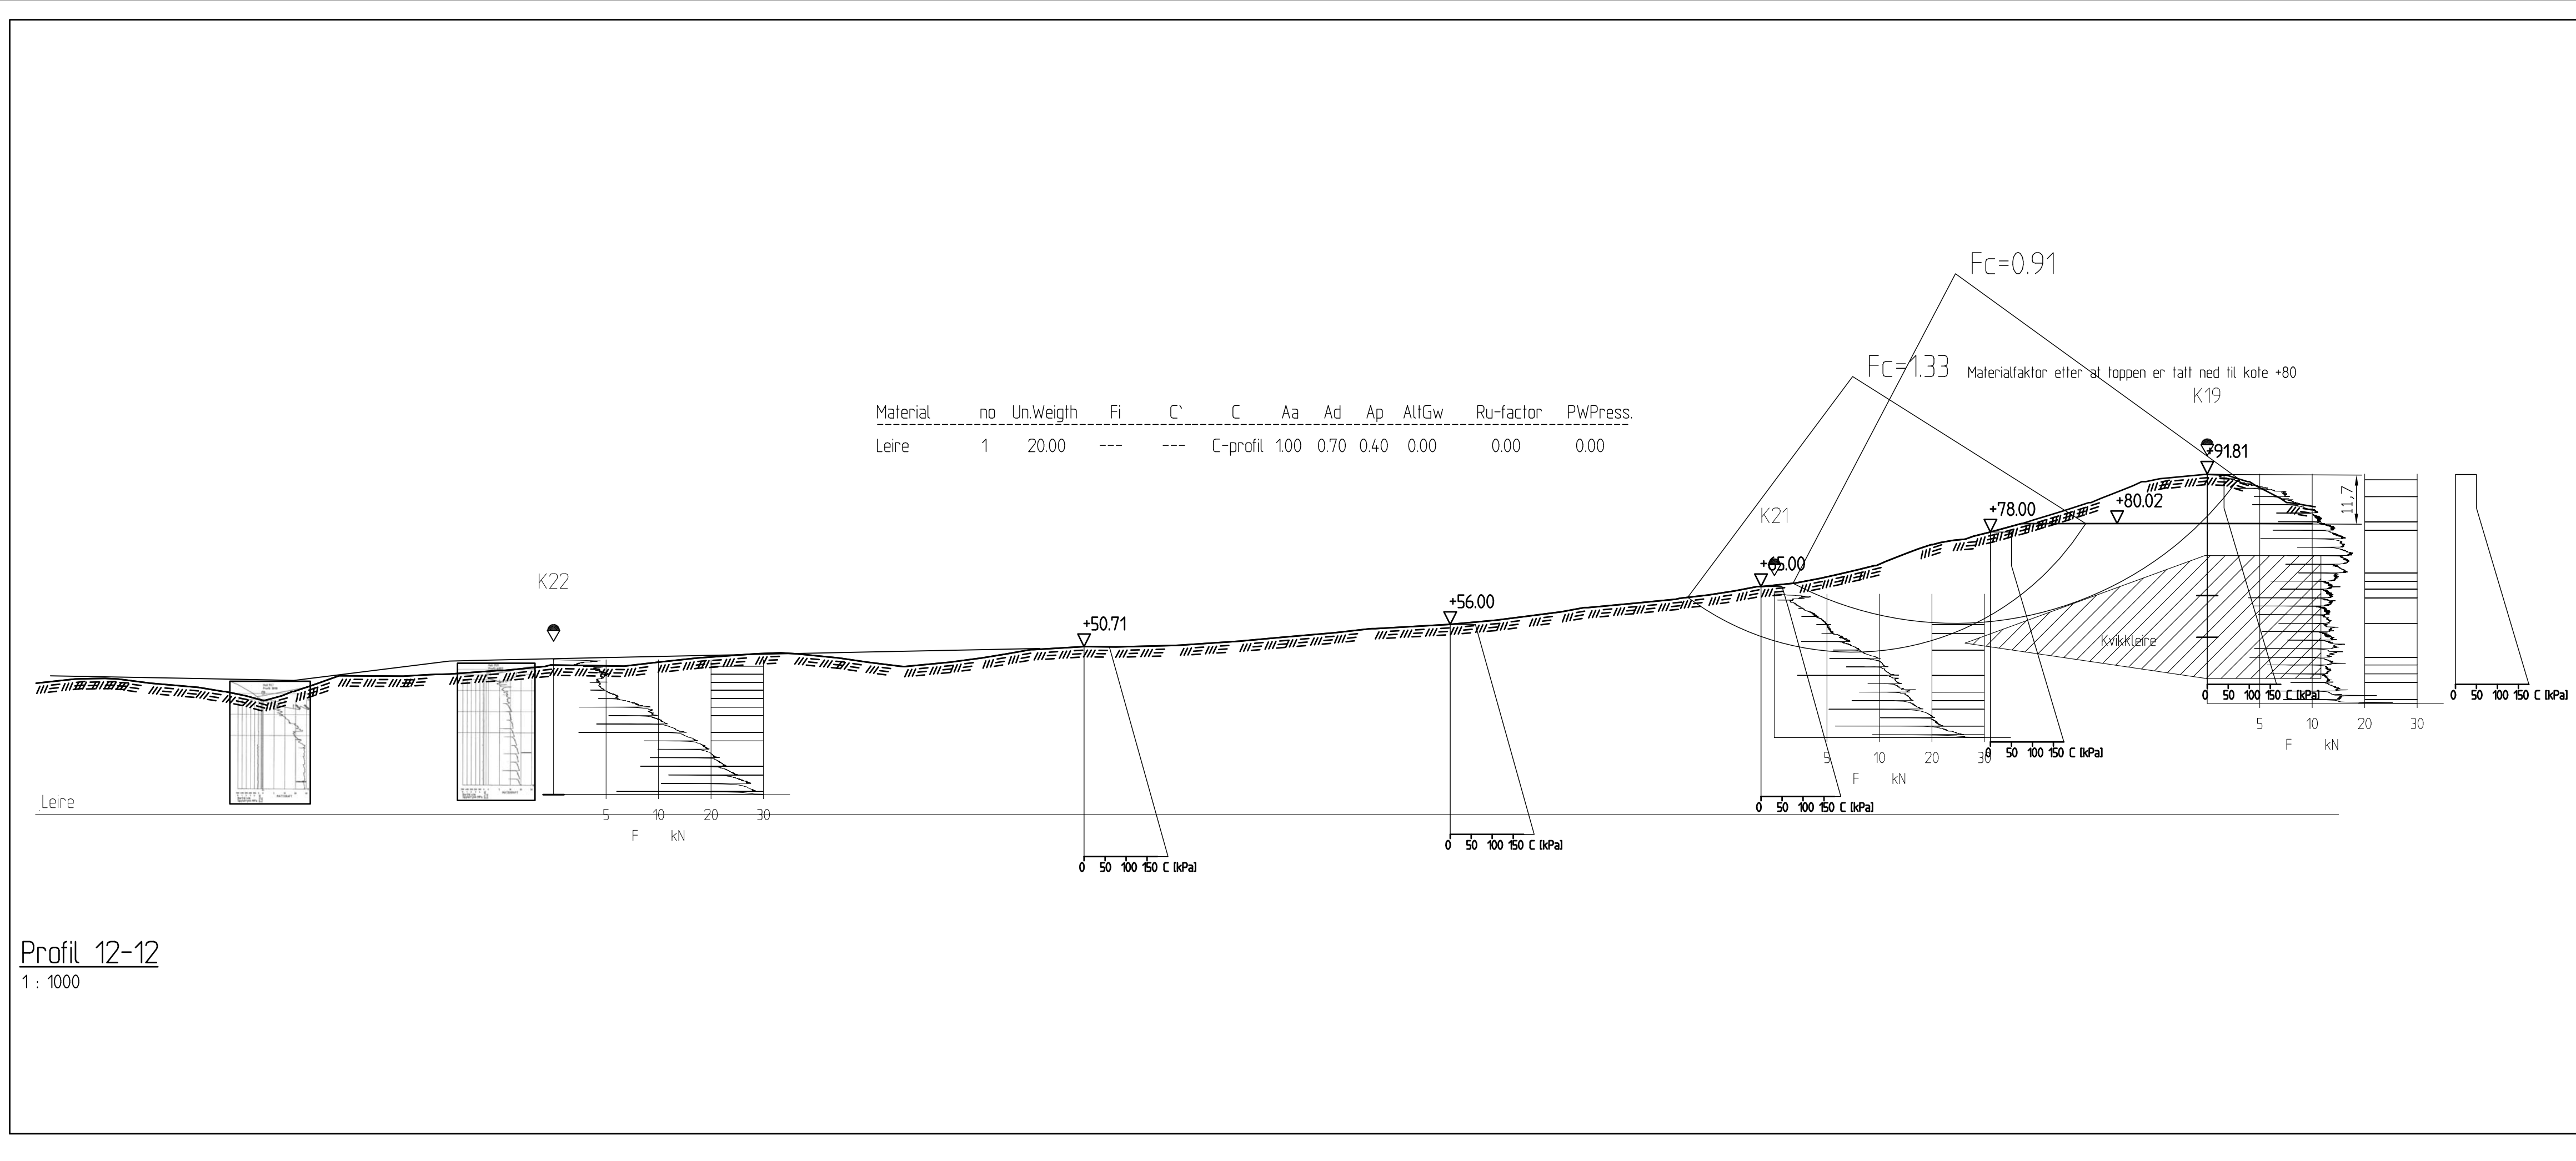 Fc=0.91
Fc=1.33 Materialfaktor etter at toppen er tatt ned til kote +80
K19
Material no Un.Weigth Fi C` C Aa Ad Ap AltGw Ru-factor PWPress.
Leire 1 20.00 --- --- C-profil 1.00 0.70 0.40 0.00 0.00 0.00
+91.81
11,7
+80.02
+78.00
K21
+65.00
K22
+56.00
+50.71
Kvikkleire
0 50 100 150 C [kPa]
0 50 100 150 C [kPa]
5 10 20 30
F kN
0 50 100 150 C [kPa]
5 10 20 30
F kN
Leire
0 50 100 150 C [kPa]
5 10 20 30
F kN
0 50 100 150 C [kPa]
0 50 100 150 C [kPa]
Profil 12-12
1 : 1000